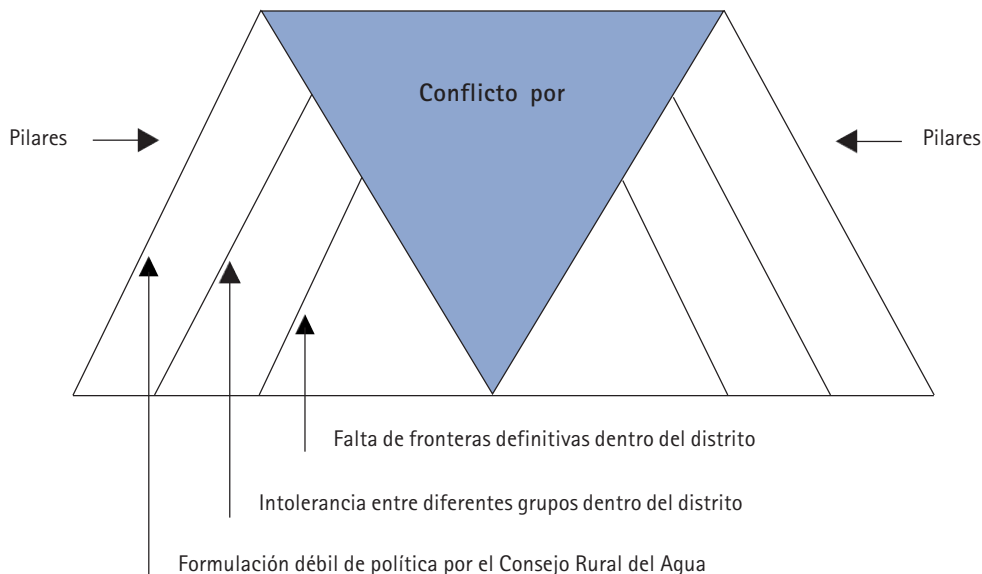 Conflicto por
Pilares
Pilares
Falta de fronteras definitivas dentro del distrito
Intolerancia entre diferentes grupos dentro del distrito
Formulación débil de política por el Consejo Rural del Agua